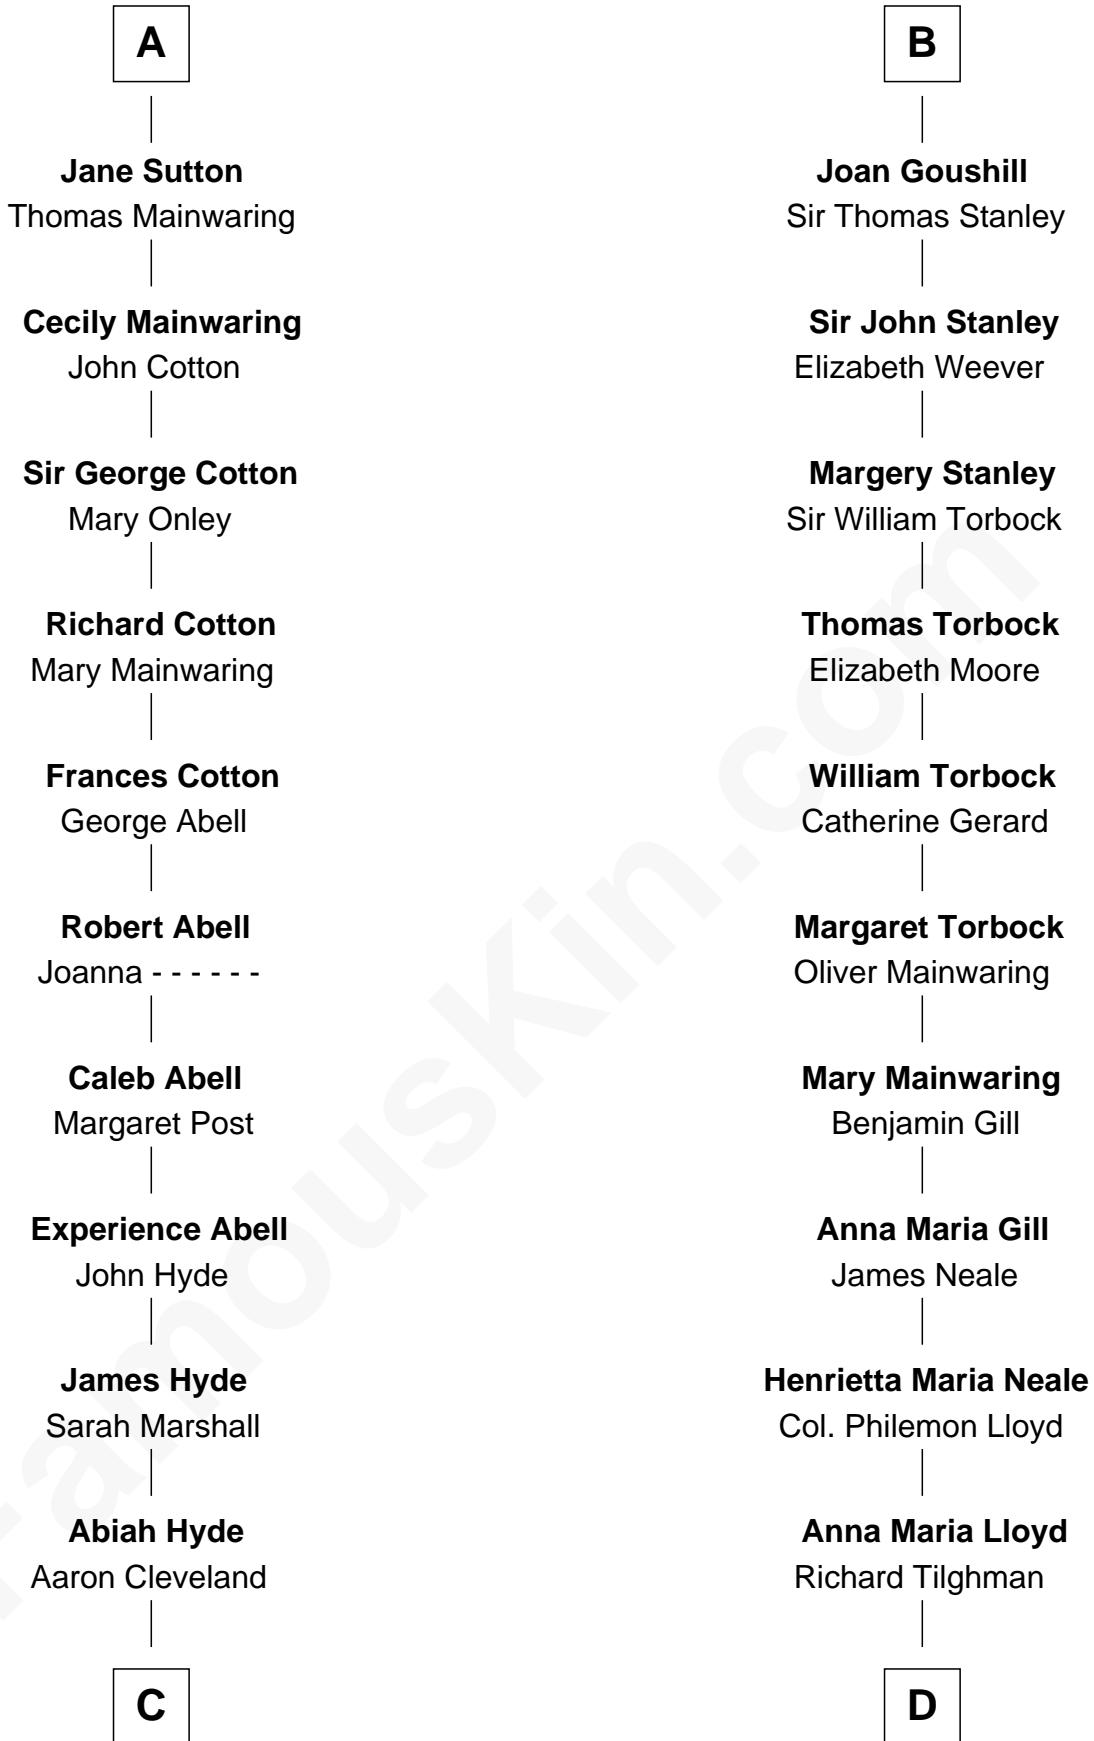 A
Jane Sutton
Thomas Mainwaring
Cecily Mainwaring
John Cotton
Sir George Cotton
Mary Onley
Richard Cotton
Mary Mainwaring
Frances Cotton
George Abell
Robert Abell
Joanna - - - - - -
Caleb Abell
Margaret Post
Experience Abell
John Hyde
James Hyde
Sarah Marshall
Abiah Hyde
Aaron Cleveland
C
B
Joan Goushill
Sir Thomas Stanley
Sir John Stanley
Elizabeth Weever
Margery Stanley
Sir William Torbock
Thomas Torbock
Elizabeth Moore
William Torbock
Catherine Gerard
Margaret Torbock
Oliver Mainwaring
Mary Mainwaring
Benjamin Gill
Anna Maria Gill
James Neale
Henrietta Maria Neale
Col. Philemon Lloyd
Anna Maria Lloyd
Richard Tilghman
D
FamousKin.com